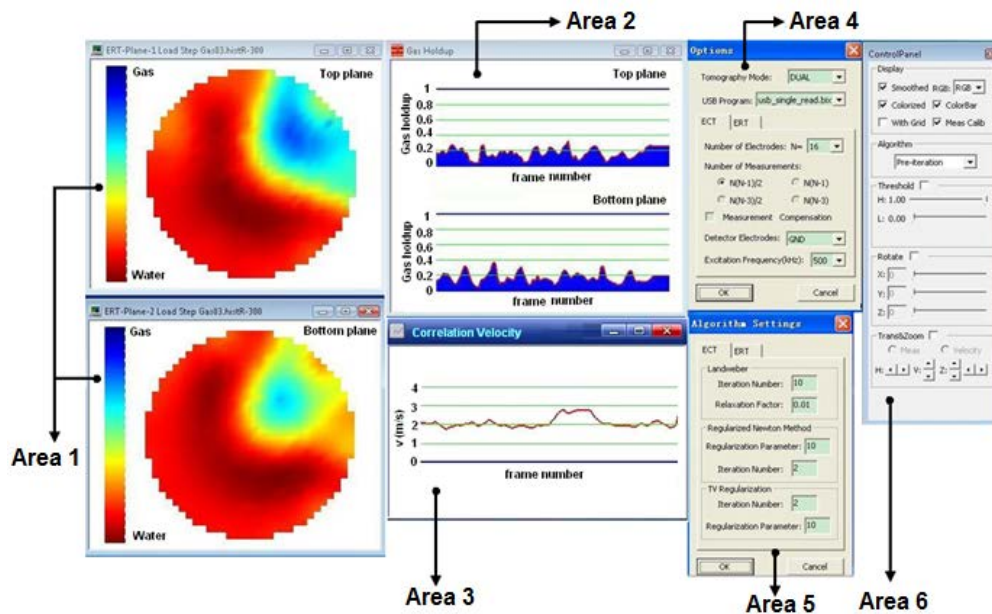 Area 2
Area 4
ERT-Plane-1 Load Step Gas03.histR-300
Gas
Top plane
Water
Gas Holdup
Top plane
Gas holdup
1
0.8
0.6
0.4
0.2
0
frame number
Bottom plane
Gas holdup
1
0.8
0.6
0.4
0.2
0
frame number
Options
Tomography Mode: DUAL
USB Program: usb_single_read.bix
ECT ERT
Number of Electrodes: N= 16
Number of Measurements:
N(N-1)/2 N(N-1)
N(N-3)/2 N(N-3)
Measurement Compensation
Detector Electrodes: GND
Excitation Frequency(kHz): 500
OK Cancel
ControlPanel
Display
Smoothed RGB: RGB
Colorized ColorBar
With Grid Meas Calib
Algorithm
Pre-iteration
Threshold
H: 1.00
L: 0.00
Rotate
X: 0
Y: 0
Z: 0
Trans&Zoom
Meas Velocity
H: V: Z:
ERT-Plane-2 Load Step Gas03.histR-300
Gas
Bottom plane
Water
Area 1
Correlation Velocity
v (m/s)
4
3
2
1
0
frame number
Algorithm Settings
ECT ERT
Landweber
Iteration Number: 10
Relaxation Factor: 0.01
Regularized Newton Method
Regularization Parameter: 10
Iteration Number: 2
TV Regularization
Iteration Number: 2
Regularization Parameter: 10
OK Cancel
Area 3
Area 5
Area 6